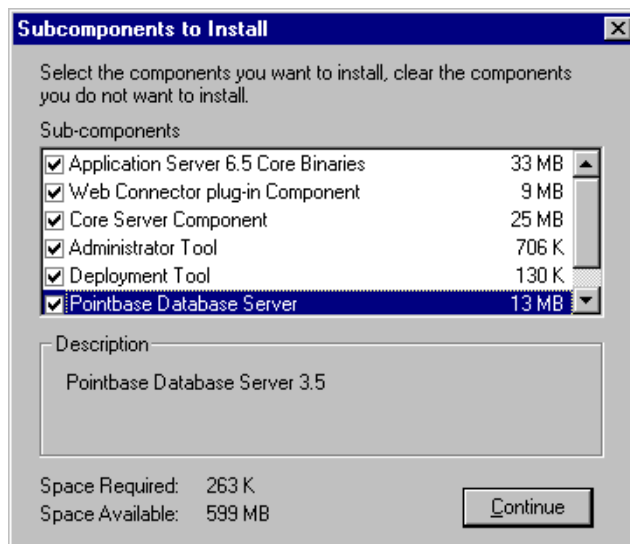 Subcomponents to Install
Select the components you want to install, clear the components
you do not want to install.
Sub-components
Application Server 6.5 Core Binaries 33 MB
Web Connector plug-in Component 9 MB
Core Server Component 25 MB
Administrator Tool 706 K
Deployment Tool 130 K
Pointbase Database Server 13 MB
Description
Pointbase Database Server 3.5
Space Required: 263 K
Space Available: 599 MB
Continue